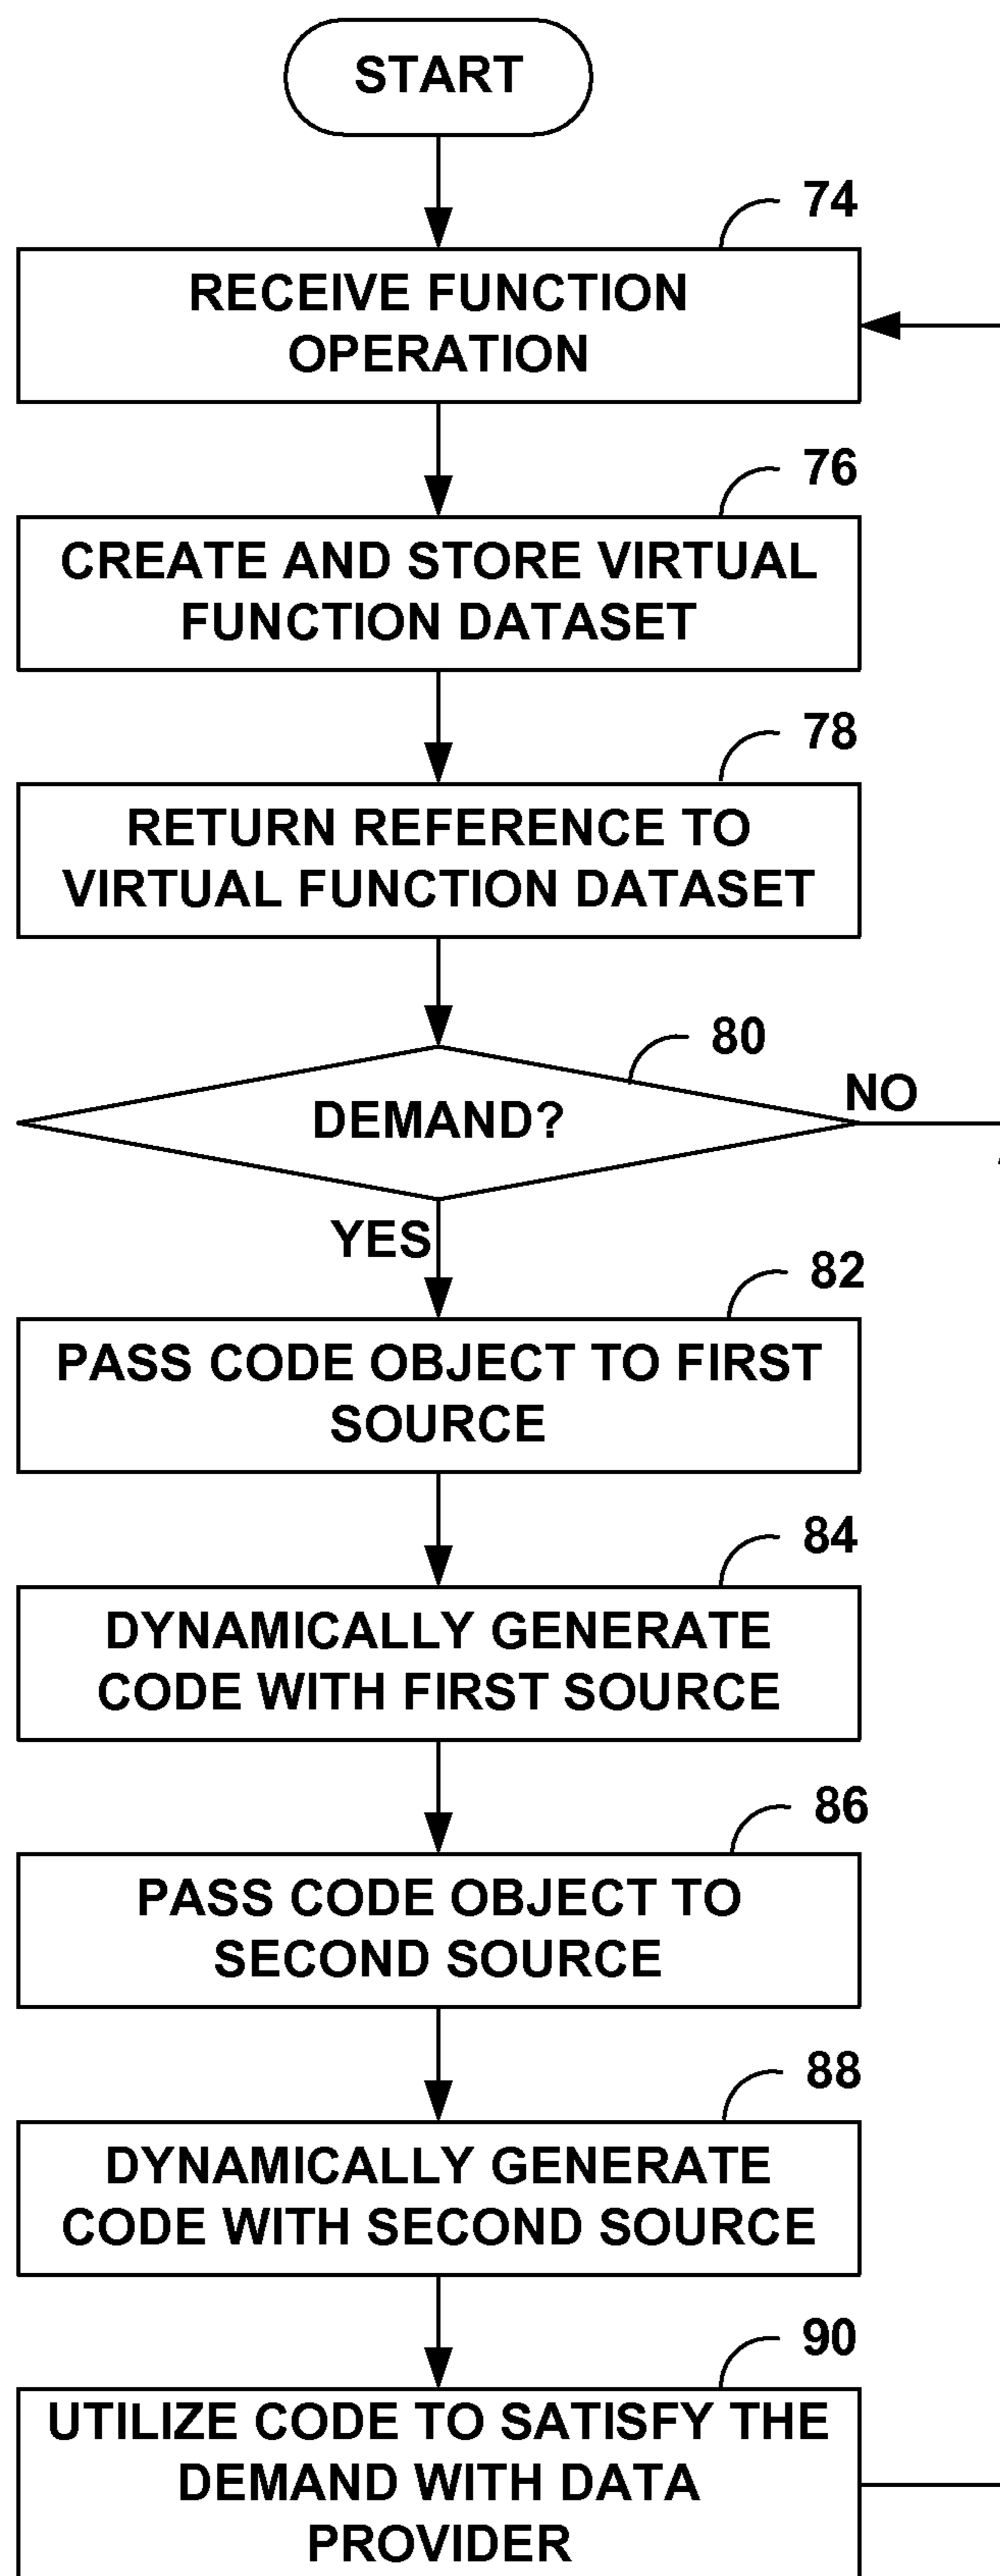 START
74
RECEIVE FUNCTION
OPERATION
76
CREATE AND STORE VIRTUAL
FUNCTION DATASET
78
RETURN REFERENCE TO
VIRTUAL FUNCTION DATASET
80
DEMAND?
NO
YES
82
PASS CODE OBJECT TO FIRST
SOURCE
84
DYNAMICALLY GENERATE
CODE WITH FIRST SOURCE
86
PASS CODE OBJECT TO
SECOND SOURCE
88
DYNAMICALLY GENERATE
CODE WITH SECOND SOURCE
90
UTILIZE CODE TO SATISFY THE
DEMAND WITH DATA
PROVIDER